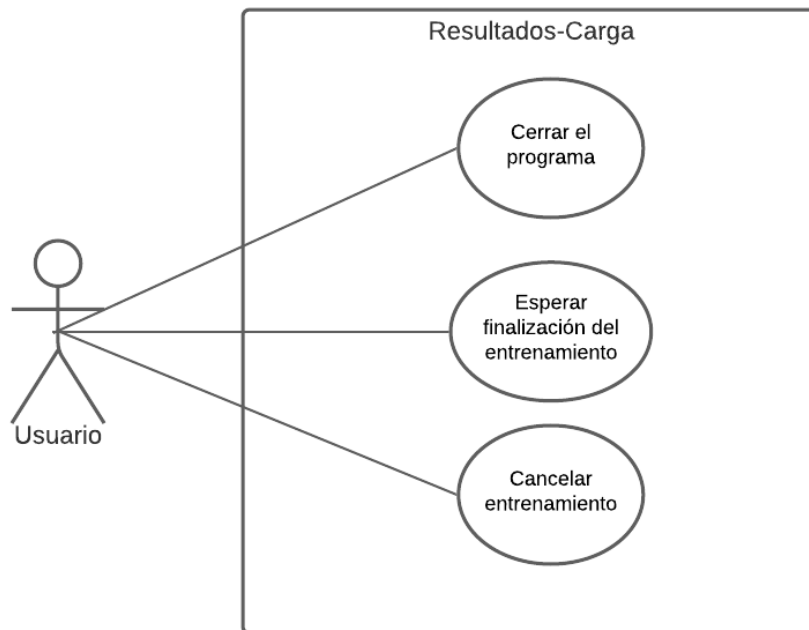 Resultados-Carga
Cerrar el
programa
Esperar
finalización del
entrenamiento
Usuario
Cancelar
entrenamiento